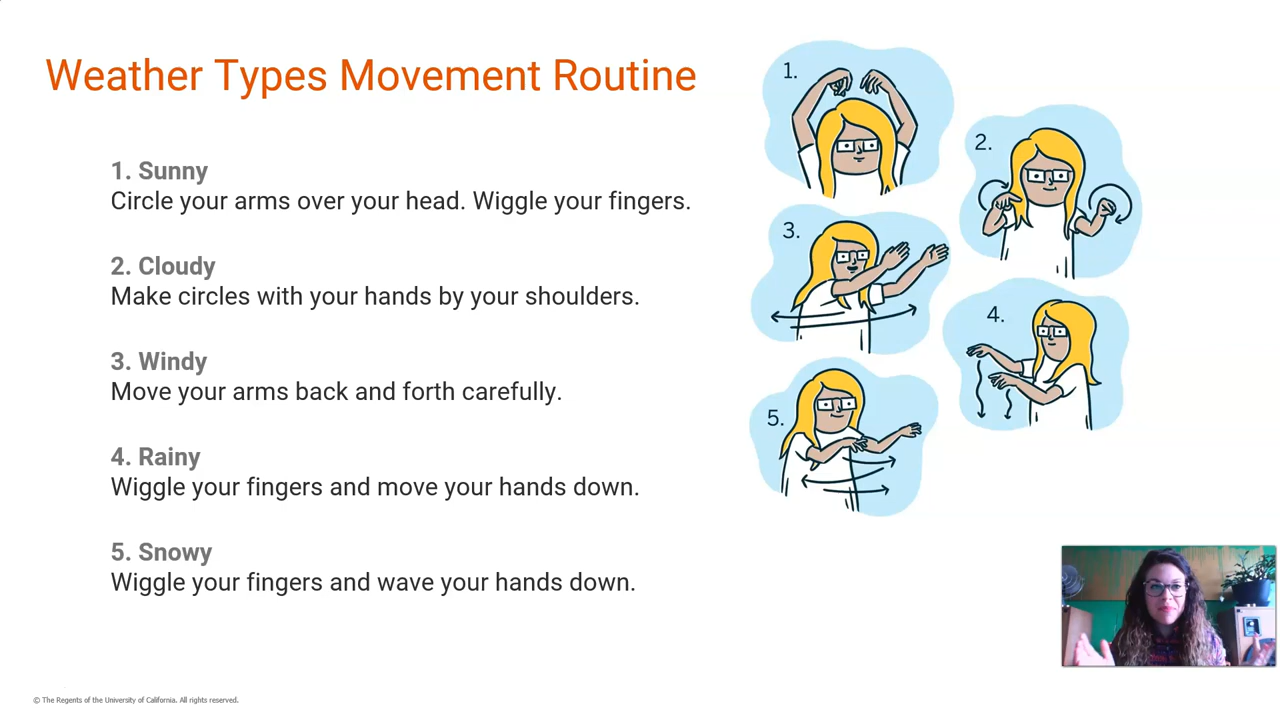 Weather Types Movement Routine
1. Sunny
Circle your arms over your head. Wiggle your fingers.
2. Cloudy
Make circles with your hands by your shoulders.
3. Windy
Move your arms back and forth carefully.
4. Rainy
Wiggle your fingers and move your hands down.
5. Snowy
Wiggle your fingers and wave your hands down.
1.
2.
3.
4.
5.
© The Regents of the University of California. All rights reserved.